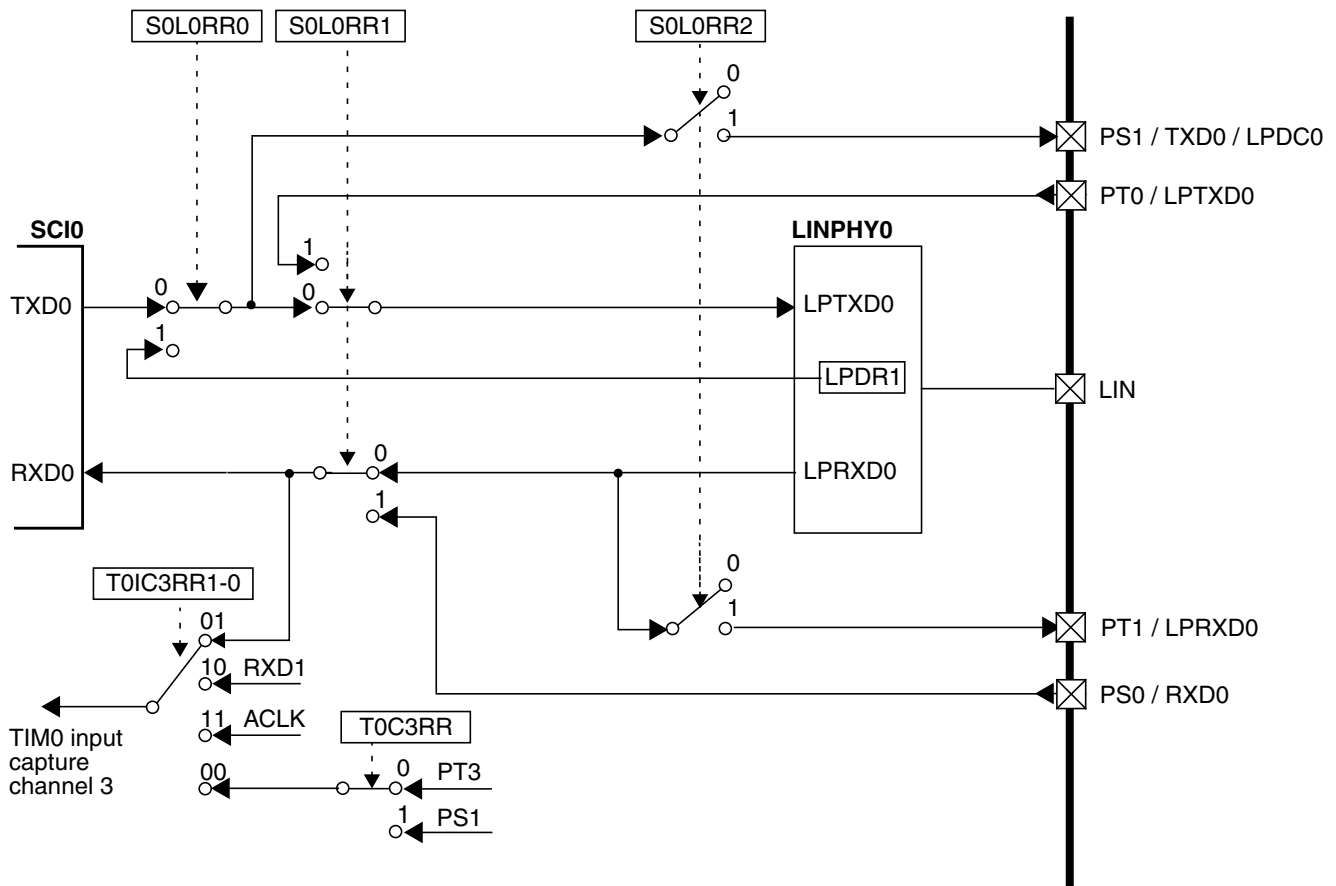 S0L0RR0
S0L0RR1
S0L0RR2
0
1
PS1 / TXD0 / LPDC0
PT0 / LPTXD0
SCI0
LINPHY0
1
0
0
TXD0
LPTXD0
1
LPDR1
LIN
0
RXD0
LPRXD0
1
0
T0IC3RR1-0
1
01
PT1 / LPRXD0
10
RXD1
PS0 / RXD0
11
ACLK
T0C3RR
TIM0 input
capture
channel 3
00
0
PT3
1
PS1